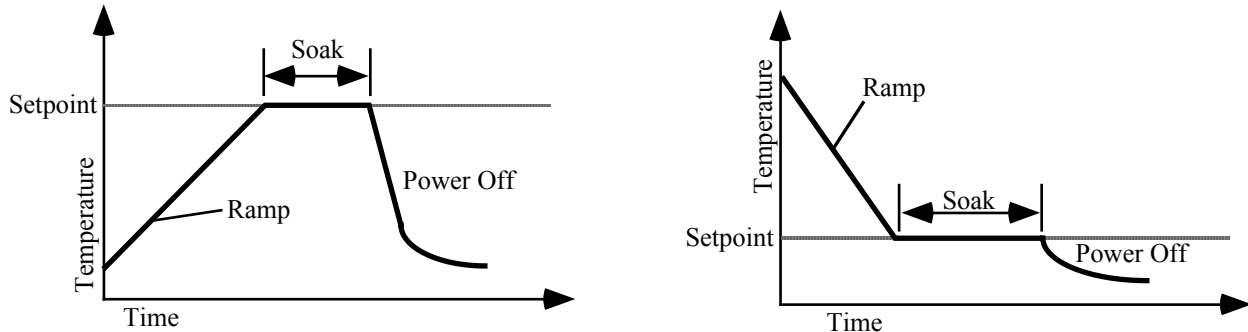 Soak
Setpoint
Temperature
Power Off
Ramp
Time
Temperature
Ramp
Soak
Setpoint
Power Off
Time